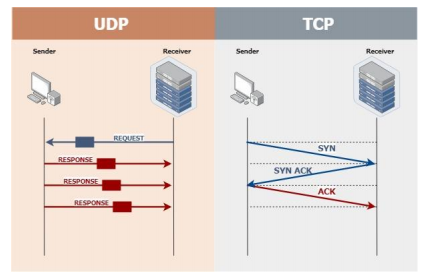 UDP
Sender Receiver
REQUEST
RESPONSE
RESPONSE
RESPONSE
TCP
Sender Receiver
SYN
SYN ACK
ACK